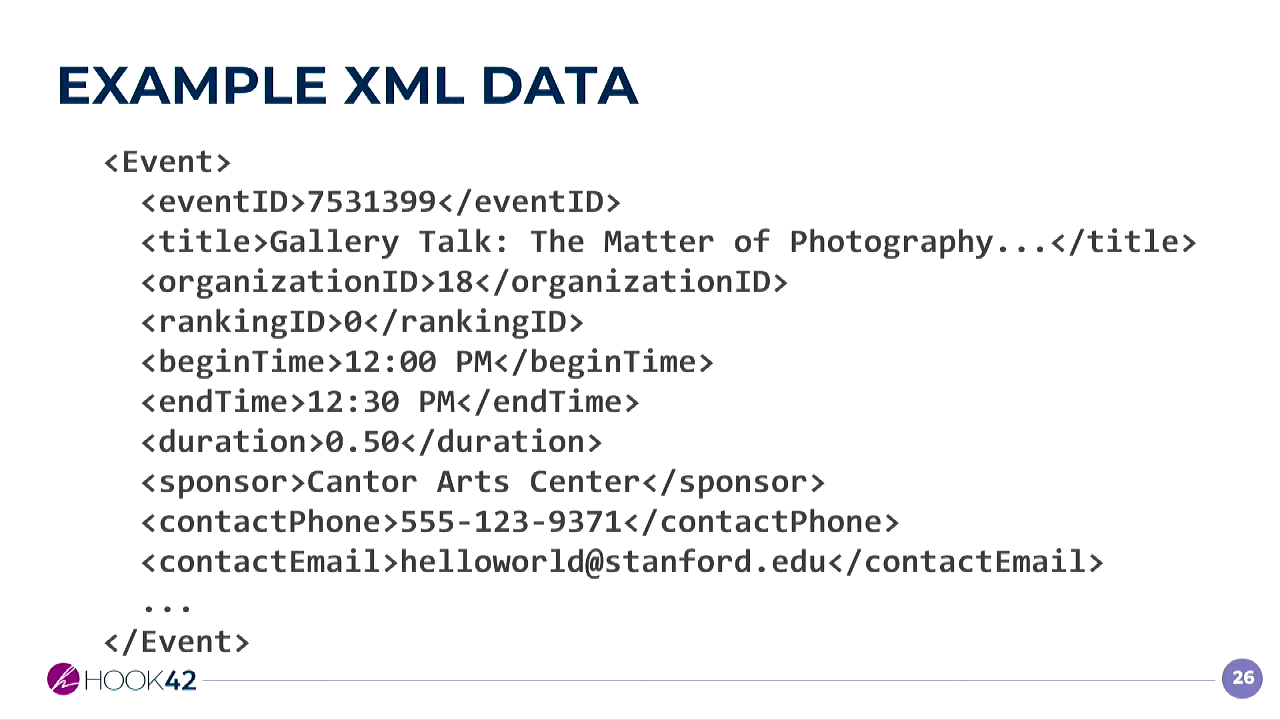 EXAMPLE XML DATA
<Event>
<eventID>7531399</eventID>
<title>Gallery Talk: The Matter of Photography...</title>
<organizationID>18</organizationID>
<rankingID>0</rankingID>
<beginTime>12:00 PM</beginTime>
<endTime>12:30 PM</endTime>
<duration>0.50</duration>
<sponsor>Cantor Arts Center</sponsor>
<contactPhone>555-123-9371</contactPhone>
<contactEmail>helloworld@stanford.edu</contactEmail>
...
</Event>
HOOK42
26